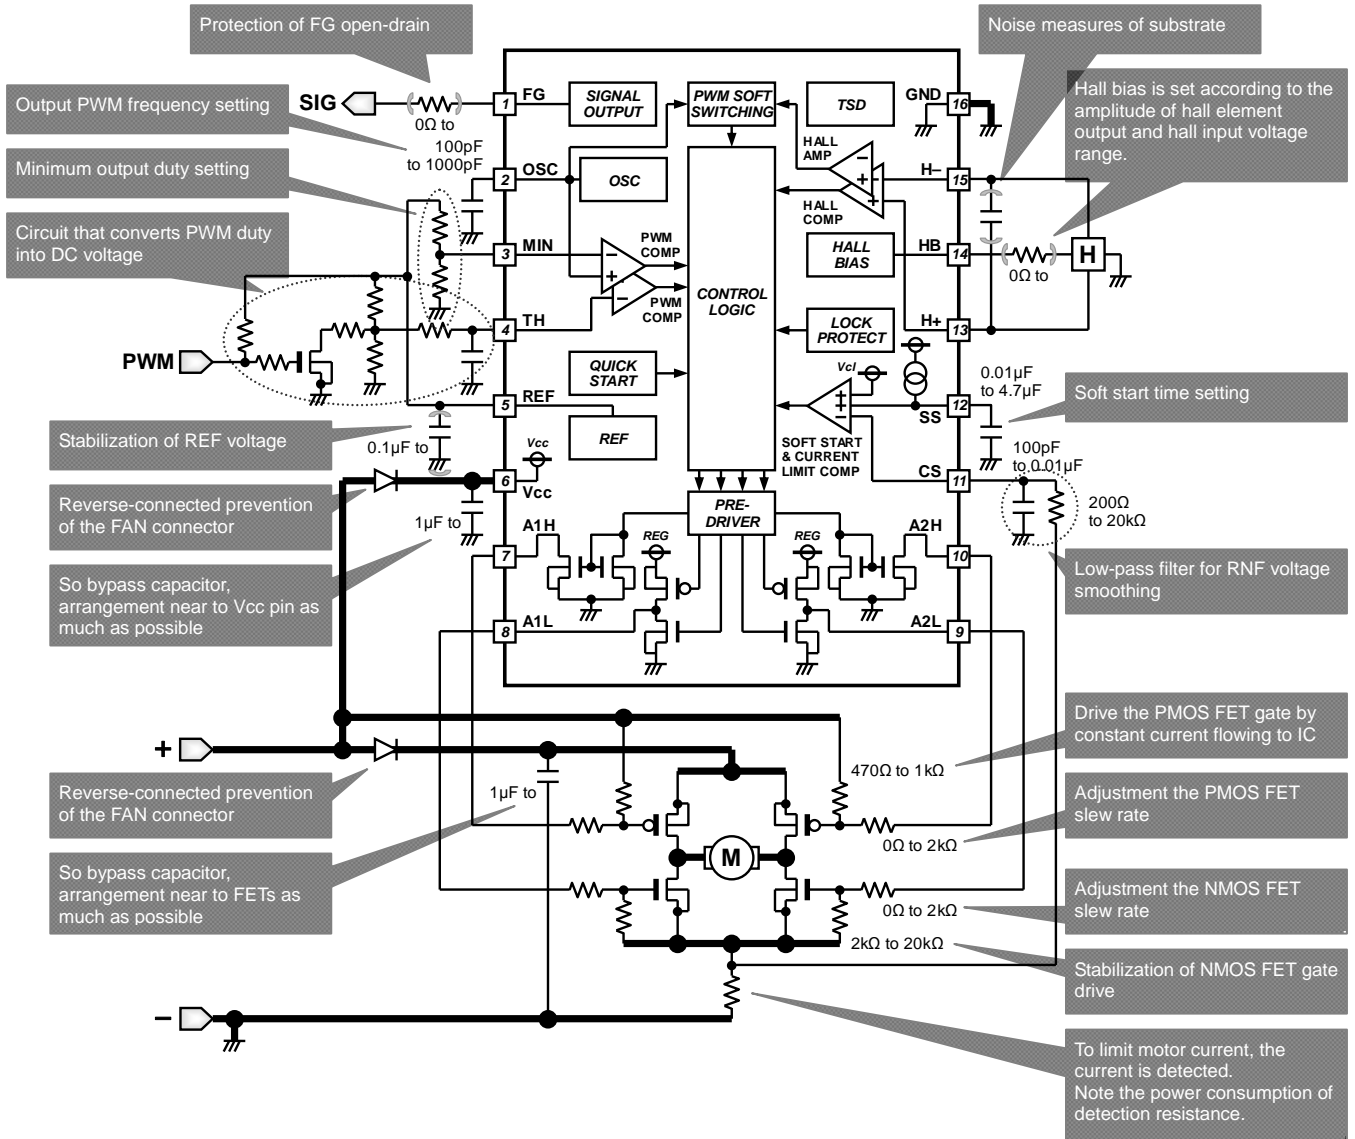 Protection of FG open-drain
Noise measures of substrate
Output PWM frequency setting
SIG
0Ω to
1
FG
SIGNAL
OUTPUT
PWM SOFT
SWITCHING
TSD
GND
16
Hall bias is set according to the
amplitude of hall element
output and hall input voltage
range.
100pF
to 1000pF
Minimum output duty setting
2
OSC
OSC
HALL
AMP
H–
15
HALL
COMP
Circuit that converts PWM duty
into DC voltage
3
MIN
PWM
COMP
HALL
BIAS
HB
14
0Ω to
H
CONTROL
LOGIC
PWM
COMP
PWM
4
TH
LOCK
PROTECT
H+
13
QUICK
START
Vcl
0.01µF
to 4.7µF
Soft start time setting
5
REF
REF
SS
12
Stabilization of REF voltage
0.1µF to
SOFT START
& CURRENT
LIMIT COMP
100pF
to 0.01µF
Vcc
6
Vcc
CS
11
200Ω
to 20kΩ
Reverse-connected prevention
of the FAN connector
1µF to
PRE-
DRIVER
A1H
REG
REG
A2H
7
10
Low-pass filter for RNF voltage
smoothing
So bypass capacitor,
arrangement near to Vcc pin as
much as possible
8
A1L
A2L
9
Drive the PMOS FET gate by
constant current flowing to IC
+
470Ω to 1kΩ
Reverse-connected prevention
of the FAN connector
1µF to
Adjustment the PMOS FET
slew rate
0Ω to 2kΩ
M
So bypass capacitor,
arrangement near to FETs as
much as possible
Adjustment the NMOS FET
slew rate
.
0Ω to 2kΩ
2kΩ to 20kΩ
Stabilization of NMOS FET gate
drive
–
To limit motor current, the
current is detected.
Note the power consumption of
detection resistance.